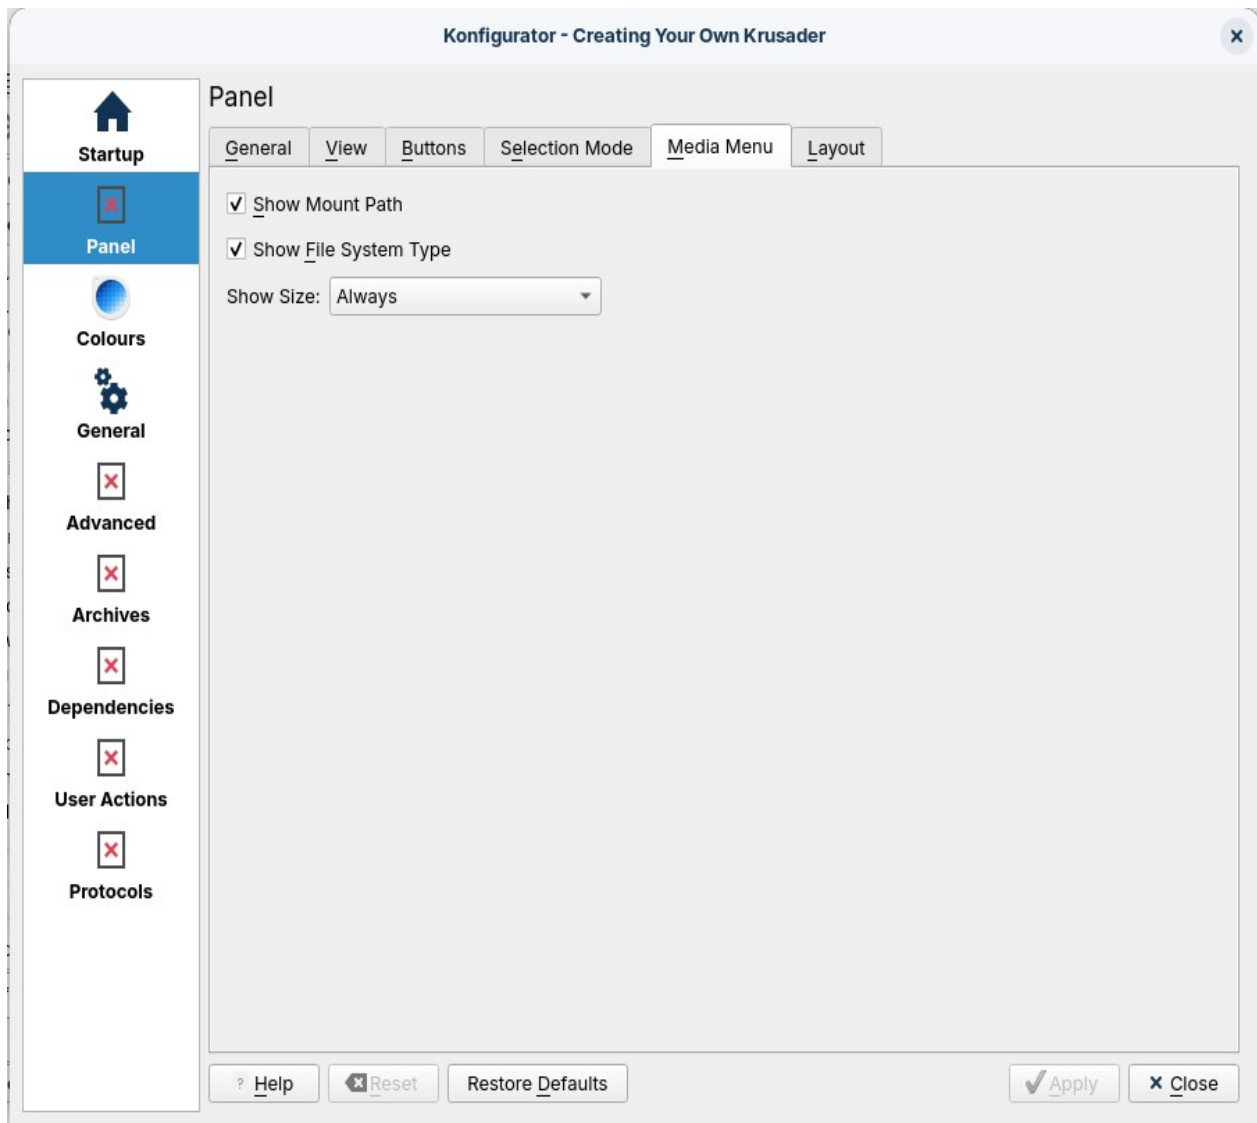 Konfigurator - Creating Your Own Krusader
Startup
Panel
Colours
General
Advanced
Archives
Dependencies
User Actions
Protocols
Panel
General View Buttons Selection Mode Media Menu Layout
Show Mount Path
Show File System Type
Show Size: Always
? Help Reset Restore Defaults Apply Close